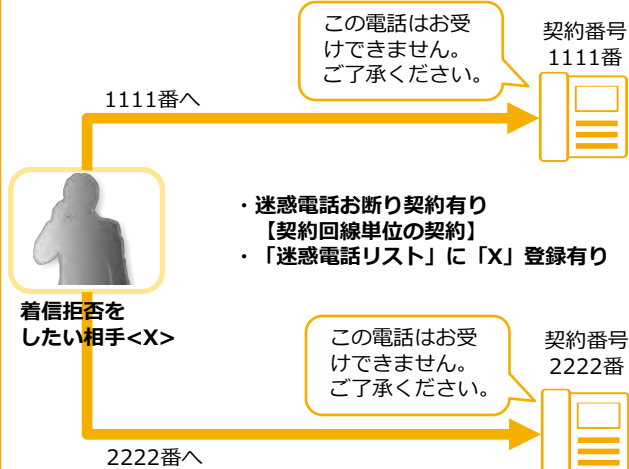 この電話はお受
けできません。
ご了承ください。
契約番号
1111番
1111番へ
・迷惑電話お断り契約有り
【契約回線単位の契約】
・「迷惑電話リスト」に「X」登録有り
着信拒否を
したい相手<X>
この電話はお受
けできません。
ご了承ください。
契約番号
2222番
2222番へ